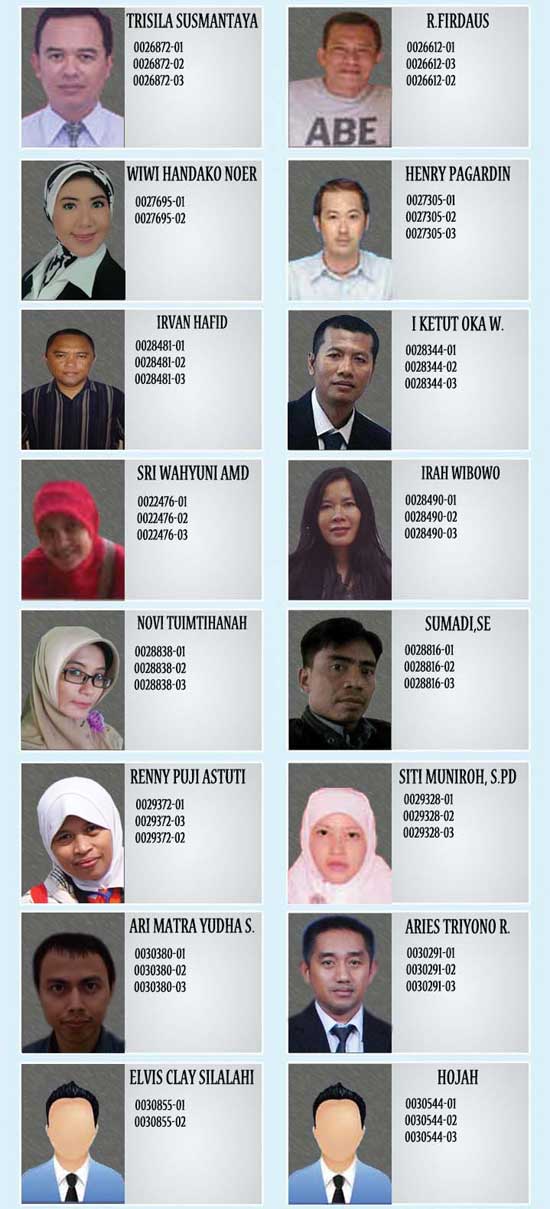 TRISILA SUSMANTAYA
0026872-01
0026872-02
0026872-03
R.FIRDAUS
0026612-01
0026612-03
0026612-02
ABE
WIWI HANDAKO NOER
0027695-01
0027695-02
HENRY PAGARDIN
0027305-01
0027305-02
0027305-03
IRVAN HAFID
0028481-01
0028481-02
0028481-03
I KETUT OKA W.
0028344-01
0028344-02
0028344-03
SRI WAHYUNI AMD
0022476-01
0022476-02
0022476-03
IRAH WIBOWO
0028490-01
0028490-02
0028490-03
NOVI TUIMTIHANAH
0028838-01
0028838-02
0028838-03
SUMADI,SE
0028816-01
0028816-02
0028816-03
RENNY PUJI ASTUTI
0029372-01
0029372-03
0029372-02
SITI MUNIROH, S.PD
0029328-01
0029328-02
0029328-03
ARI MATRA YUDHA S.
0030380-01
0030380-02
0030380-03
ARIES TRIYONO R.
0030291-01
0030291-02
0030291-03
ELVIS CLAY SILALAHI
0030855-01
0030855-02
HOJAH
0030544-01
0030544-02
0030544-03